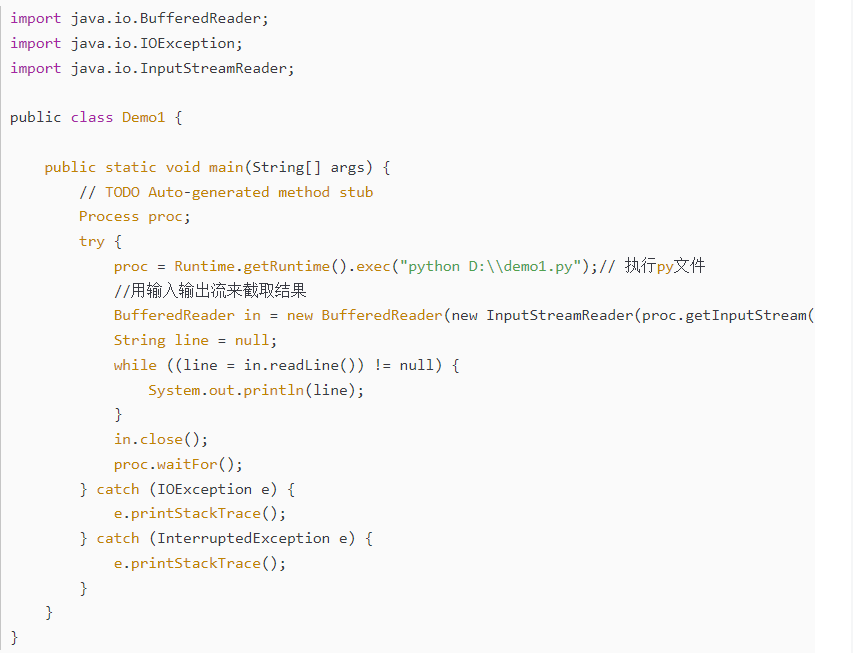 import java.io.BufferedReader;
import java.io.IOException;
import java.io.InputStreamReader;
public class Demo1 {
    public static void main(String[] args) {
        // TODO Auto-generated method stub
        Process proc;
        try {
            proc = Runtime.getRuntime().exec("python D:\\demo1.py");// 执行py文件
            //用输入输出流来截取结果
            BufferedReader in = new BufferedReader(new InputStreamReader(proc.getInputStream(
            String line = null;
            while ((line = in.readLine()) != null) {
                System.out.println(line);
            }
            in.close();
            proc.waitFor();
        } catch (IOException e) {
            e.printStackTrace();
        } catch (InterruptedException e) {
            e.printStackTrace();
        }
    }
}